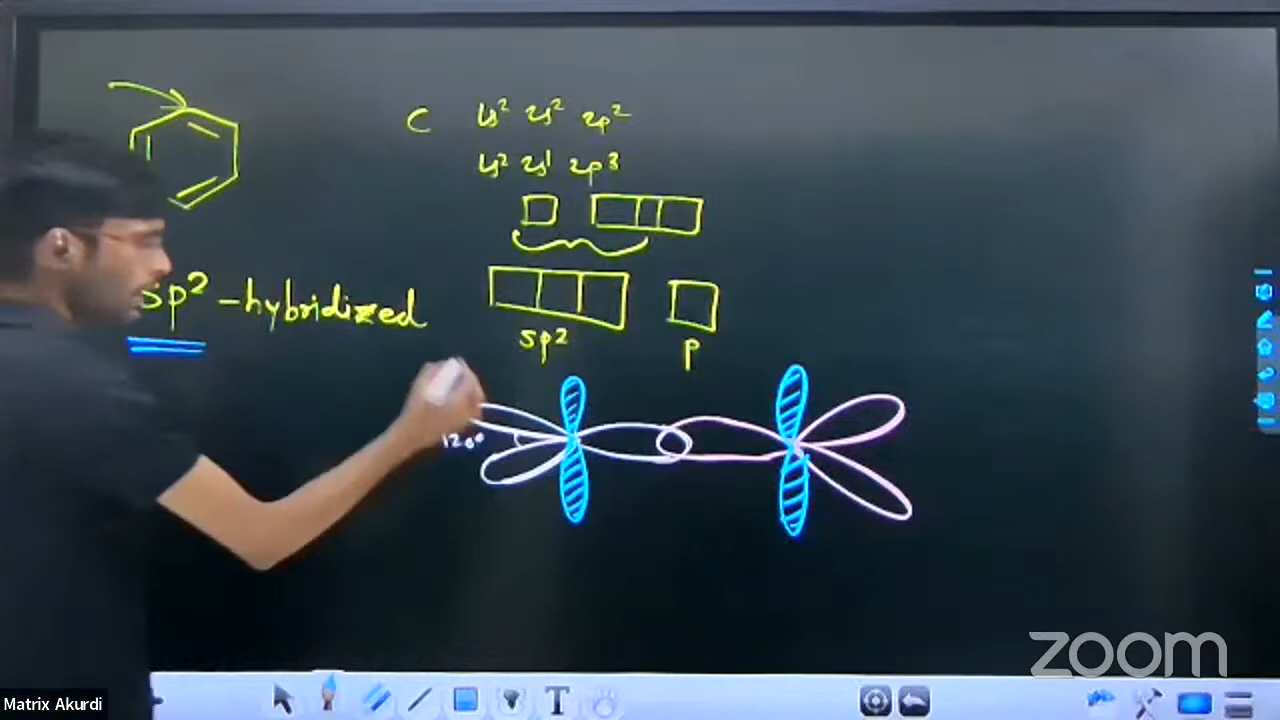 C 1s² 2s² 2p²
1s² 2s¹ 2p³
sp² -hybridized
sp² p
120°
zoom
Matrix Akurdi
T